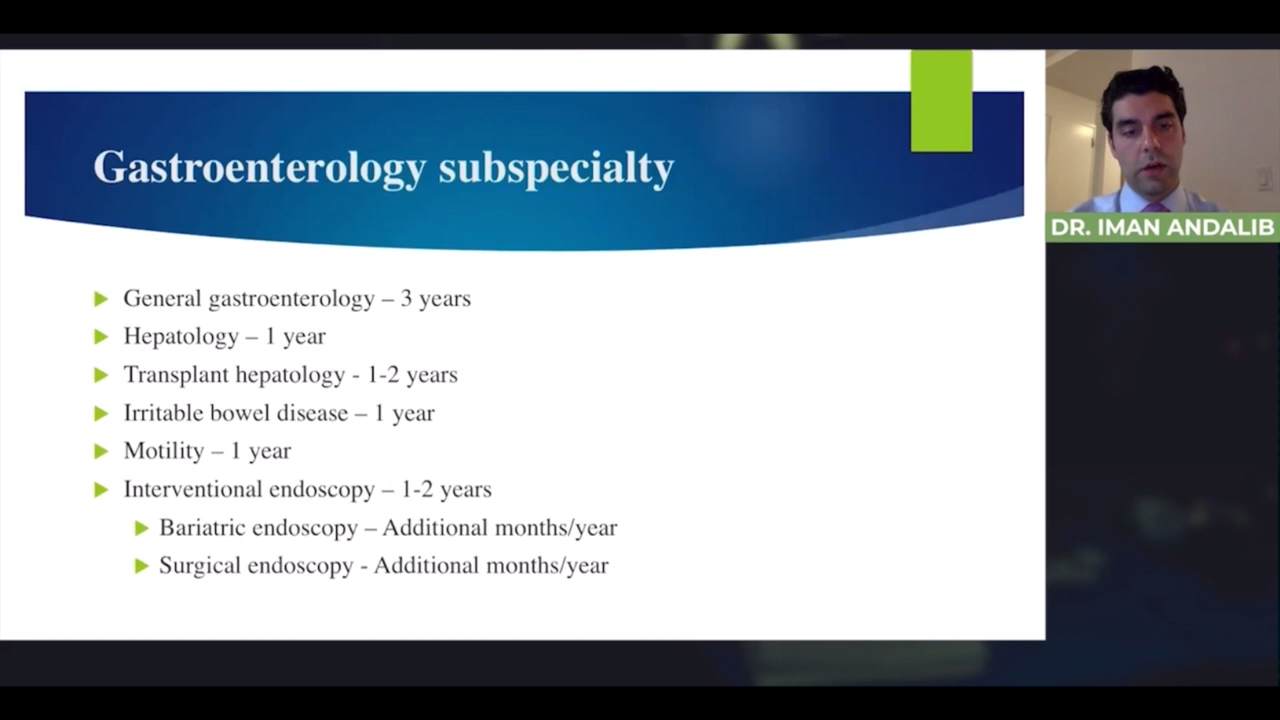 Gastroenterology subspecialty
General gastroenterology – 3 years
Hepatology – 1 year
Transplant hepatology - 1-2 years
Irritable bowel disease – 1 year
Motility – 1 year
Interventional endoscopy – 1-2 years
Bariatric endoscopy – Additional months/year
Surgical endoscopy - Additional months/year
DR. IMAN ANDALIB